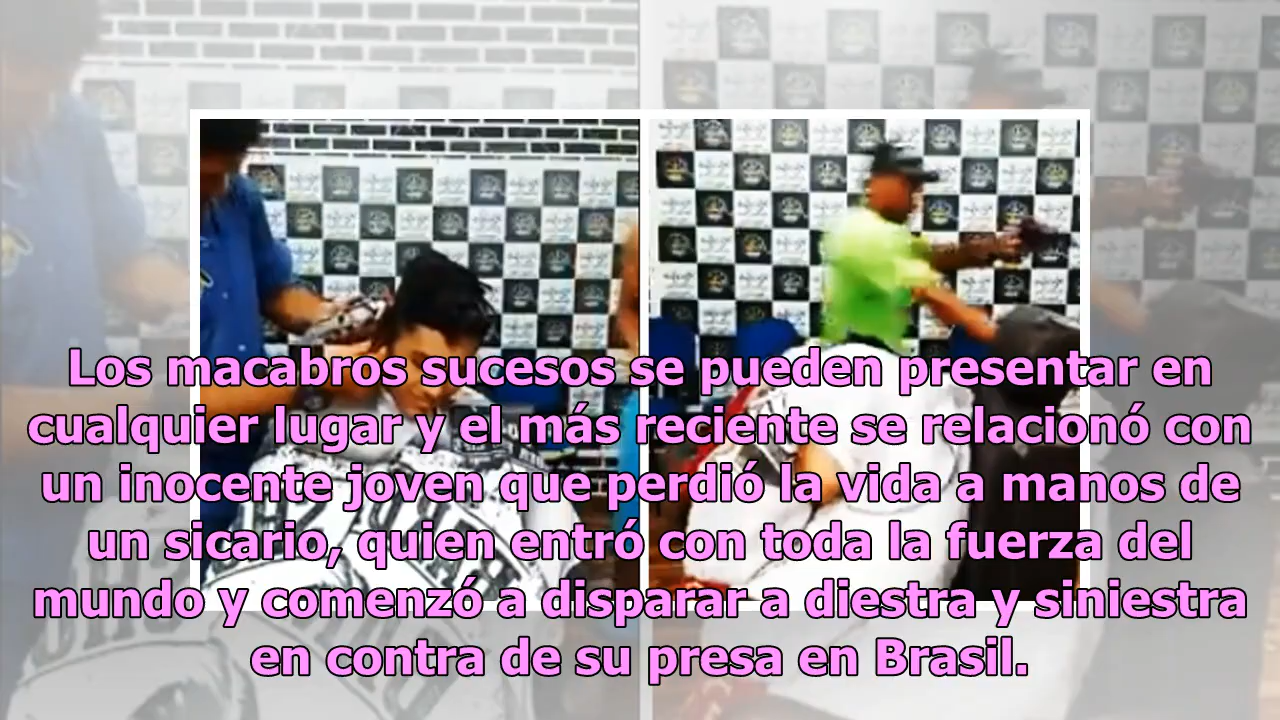 Los macabros sucesos se pueden presentar en
cualquier lugar y el más reciente se relacionó con
un inocente joven que perdió la vida a manos de
un sicario, quien entró con toda la fuerza del
mundo y comenzó a disparar a diestra y siniestra
en contra de su presa en Brasil.